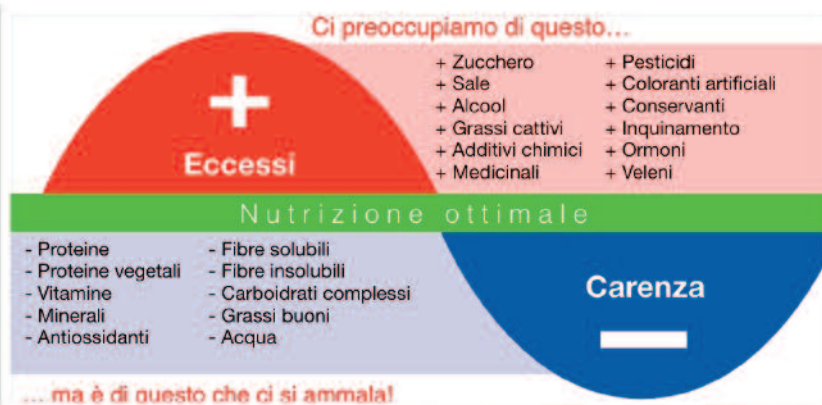 Ci preoccupiamo di questo...
+ Zucchero
+ Sale
+ Alcool
+ Grassi cattivi
+ Additivi chimici
+ Medicinali
+ Pesticidi
+ Coloranti artificiali
+ Conservanti
+ Inquinamento
+ Ormoni
+ Veleni
+
Eccessi
Nutrizione ottimale
- Proteine
- Proteine vegetali
- Vitamine
- Minerali
- Antiossidanti
- Fibre solubili
- Fibre insolubili
- Carboidrati complessi
- Grassi buoni
- Acqua
Carenza
... ma è di questo che ci si ammala!